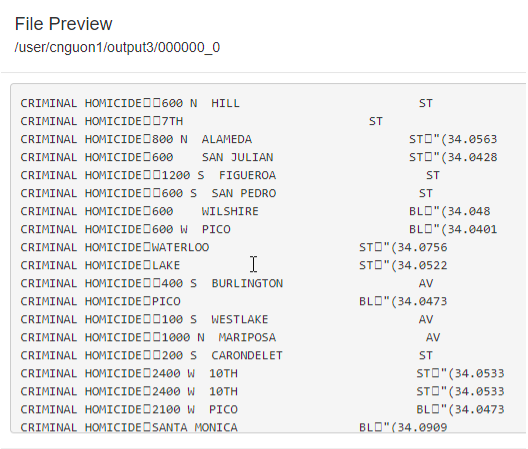 File Preview
/user/cnguon1/output3/000000_0
CRIMINAL HOMICIDE□□600 N  HILL                         ST
CRIMINAL HOMICIDE□□7TH                          ST
CRIMINAL HOMICIDE□800 N  ALAMEDA                      ST□"(34.0563
CRIMINAL HOMICIDE□600    SAN JULIAN                   ST□"(34.0428
CRIMINAL HOMICIDE□□1200 S  FIGUEROA                     ST
CRIMINAL HOMICIDE□□600 S  SAN PEDRO                    ST
CRIMINAL HOMICIDE□600    WILSHIRE                     BL□"(34.048
CRIMINAL HOMICIDE□600 W  PICO                         BL□"(34.0401
CRIMINAL HOMICIDE□WATERLOO                     ST□"(34.0756
CRIMINAL HOMICIDE□LAKE                         ST□"(34.0522
CRIMINAL HOMICIDE□□400 S  BURLINGTON                   AV
CRIMINAL HOMICIDE□PICO                         BL□"(34.0473
CRIMINAL HOMICIDE□□100 S  WESTLAKE                     AV
CRIMINAL HOMICIDE□□1000 N  MARIPOSA                     AV
CRIMINAL HOMICIDE□□200 S  CARONDELET                   ST
CRIMINAL HOMICIDE□2400 W  10TH                         ST□"(34.0533
CRIMINAL HOMICIDE□2400 W  10TH                         ST□"(34.0533
CRIMINAL HOMICIDE□2100 W  PICO                         BL□"(34.0473
CRIMINAL HOMICIDE□SANTA MONICA                 BL□"(34.0909